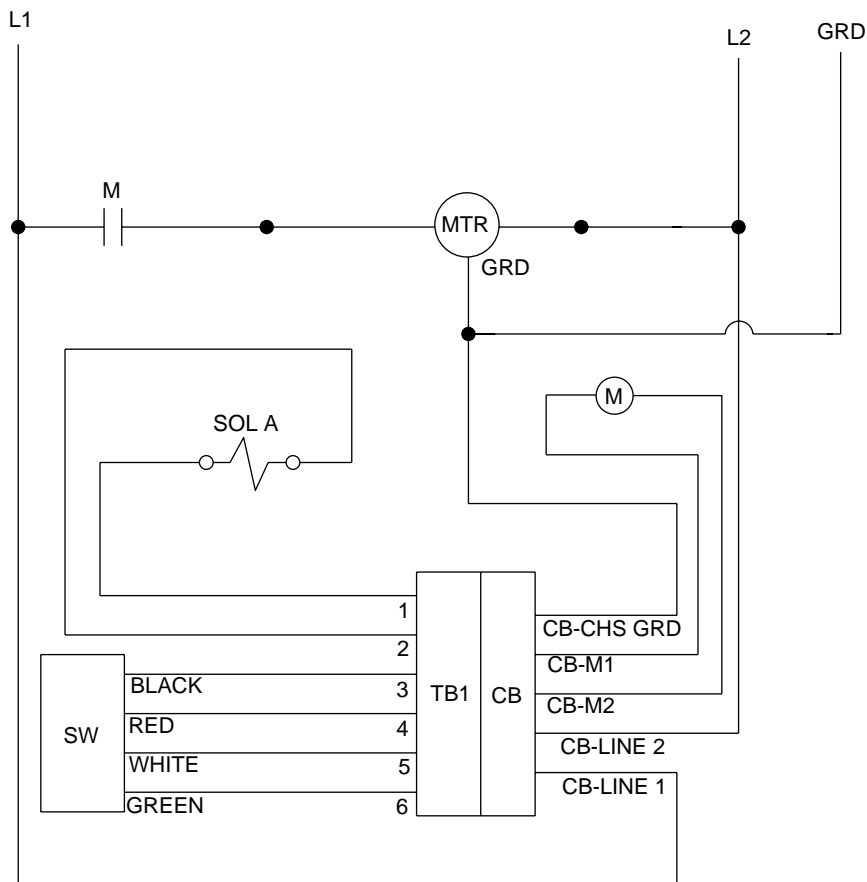 L1
L2
GRD
M
MTR
GRD
M
SOL A
1
CB-CHS GRD
2
CB-M1
BLACK
3
TB1
CB
CB-M2
SW
RED
4
CB-LINE 2
WHITE
5
CB-LINE 1
GREEN
6